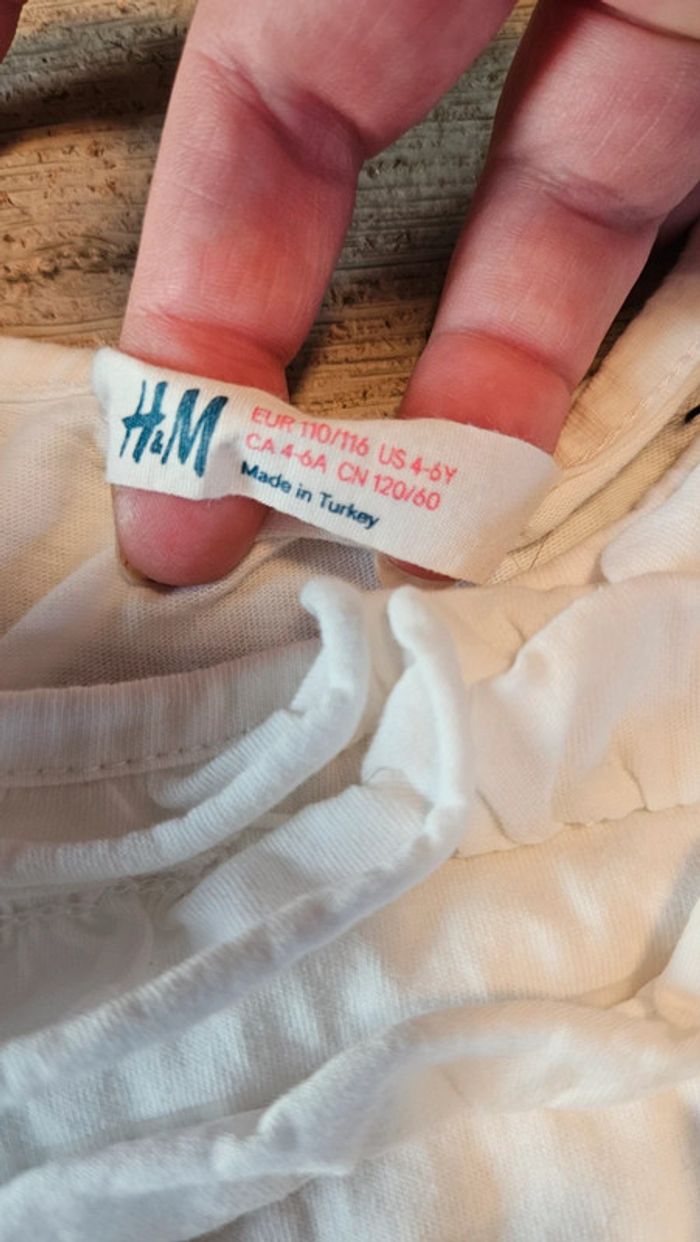 H&M
EUR 110/116 US 4-6Y
CA 4-6A CN 120/60
Made in Turkey